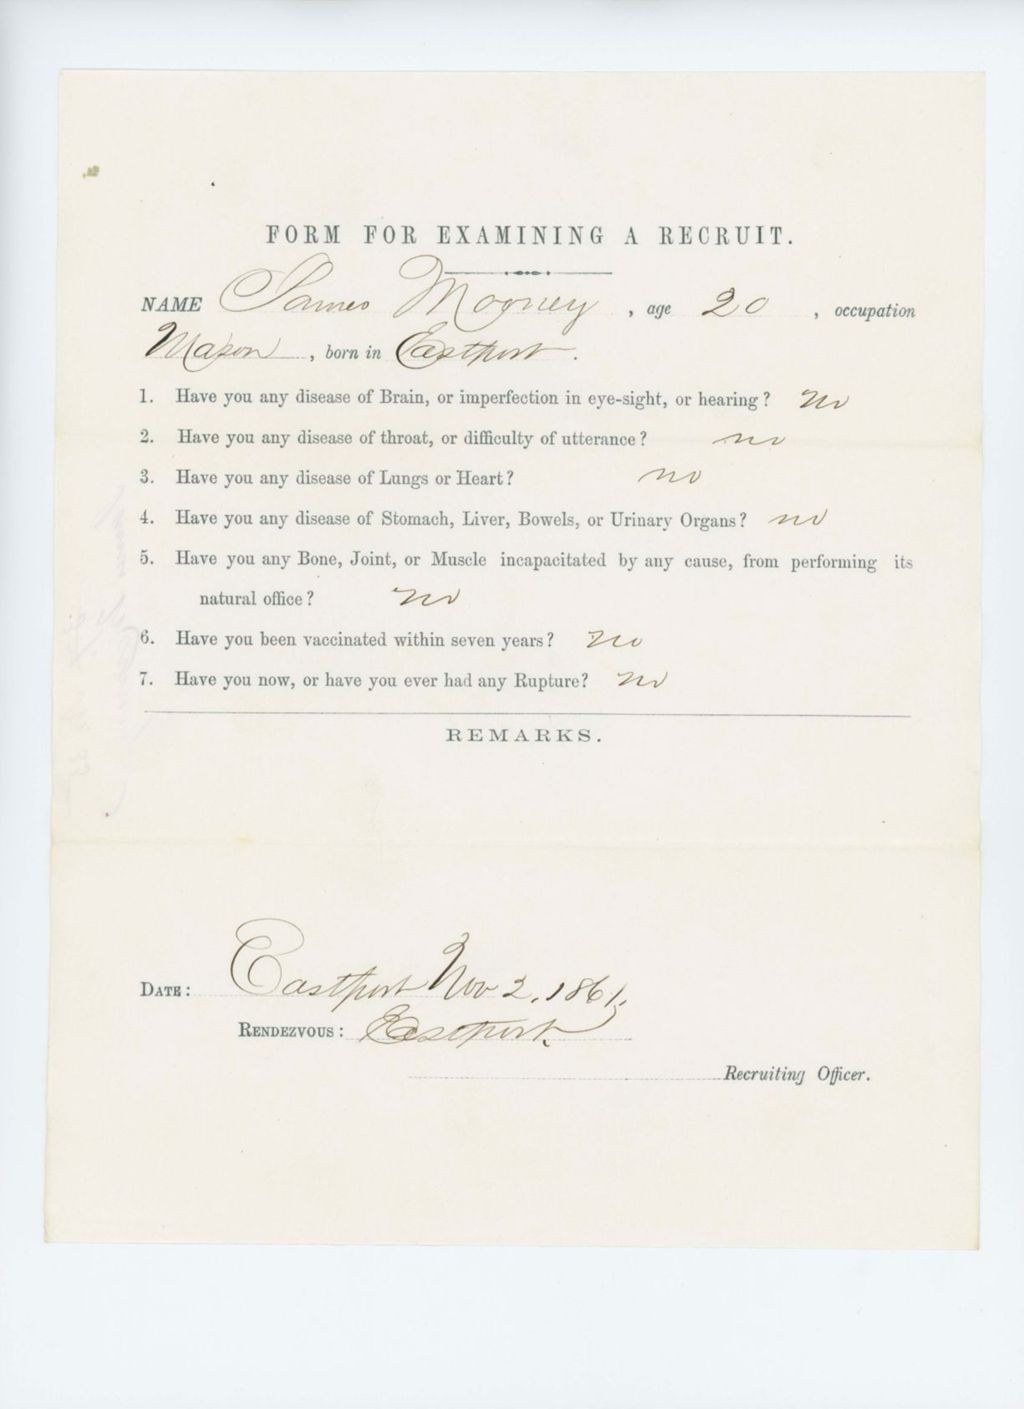 FORM FOR EXAMINING A RECRUIT.
NAME James Mooney, age 20, occupation
Mason, born in Eastport.
1. Have you any disease of Brain, or imperfection in eye-sight, or hearing? No
2. Have you any disease of throat, or difficulty of utterance? no
3. Have you any disease of Lungs or Heart? no
4. Have you any disease of Stomach, Liver, Bowels, or Urinary Organs? no
5. Have you any Bone, Joint, or Muscle incapacitated by any cause, from performing its
natural office? no
6. Have you been vaccinated within seven years? no
7. Have you now, or have you ever had any Rupture? no
REMARKS.
DATE: Eastport Nov 2, 1861,
RENDEZVOUS: Eastport.
Recruiting Officer.